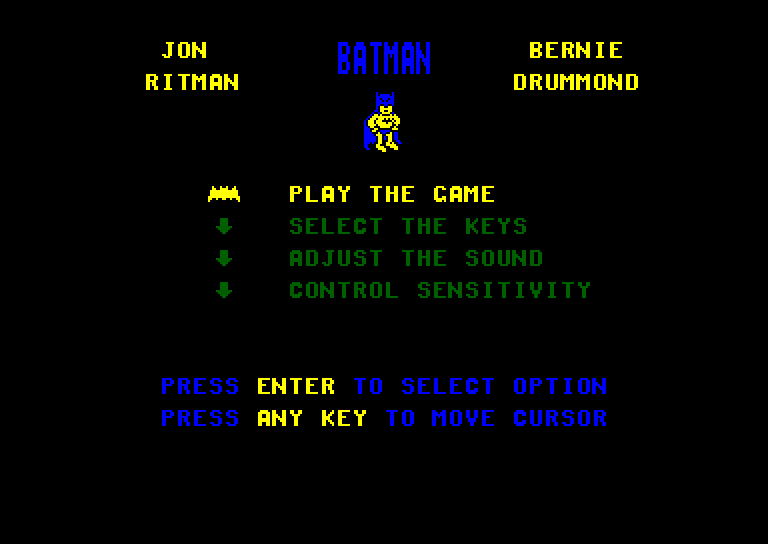 JON
RITMAN
BATMAN
BERNIE
DRUMMOND
PLAY THE GAME
SELECT THE KEYS
ADJUST THE SOUND
CONTROL SENSITIVITY
PRESS ENTER TO SELECT OPTION
PRESS ANY KEY TO MOVE CURSOR